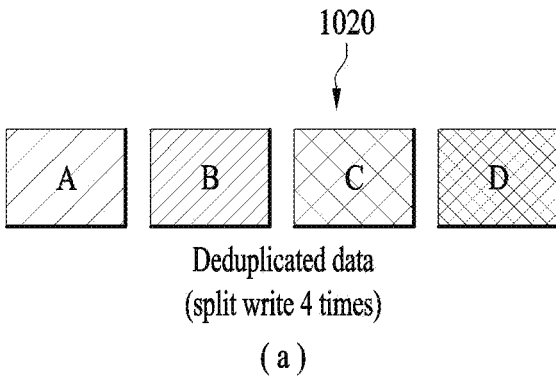 1020
A B C D
Deduplicated data
(split write 4 times)
( a )